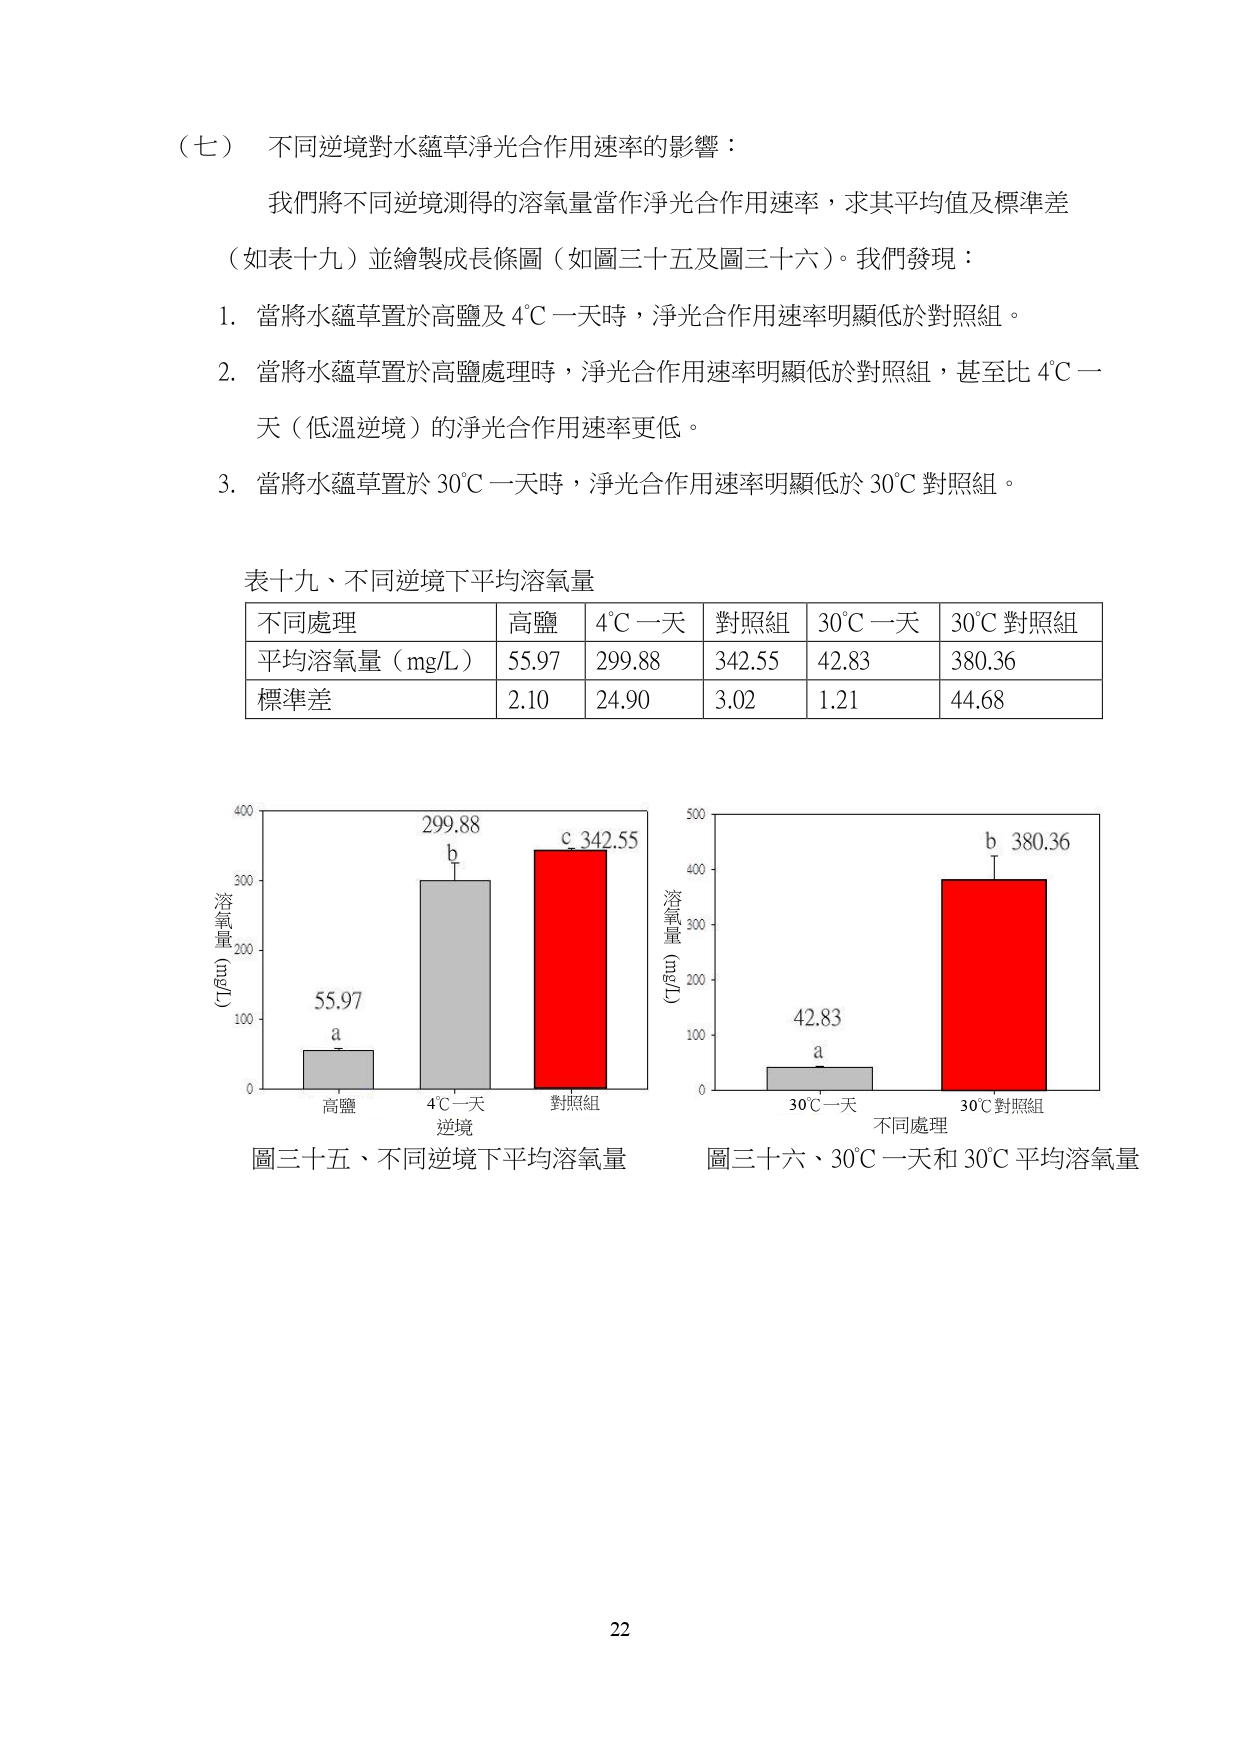 （七） 不同逆境對水蘊草淨光合作用速率的影響：
我們將不同逆境測得的溶氧量當作淨光合作用速率，求其平均值及標準差
（如表十九）並繪製成長條圖（如圖三十五及圖三十六）。我們發現：
1. 當將水蘊草置於高鹽及 4℃ 一天時，淨光合作用速率明顯低於對照組。
2. 當將水蘊草置於高鹽處理時，淨光合作用速率明顯低於對照組，甚至比 4℃ 一
天（低溫逆境）的淨光合作用速率更低。
3. 當將水蘊草置於 30℃ 一天時，淨光合作用速率明顯低於 30℃ 對照組。
表十九、不同逆境下平均溶氧量
不同處理 高鹽 4℃ 一天 對照組 30℃ 一天 30℃ 對照組
平均溶氧量（mg/L） 55.97 299.88 342.55 42.83 380.36
標準差 2.10 24.90 3.02 1.21 44.68
400
300
200
100
0
溶氧量 (mg/L)
55.97
a
299.88
b
c 342.55
高鹽 4℃一天 對照組
逆境
圖三十五、不同逆境下平均溶氧量
500
400
300
200
100
0
溶氧量 (mg/L)
42.83
a
b 380.36
30℃一天 30℃對照組
不同處理
圖三十六、30℃ 一天和 30℃ 平均溶氧量
22